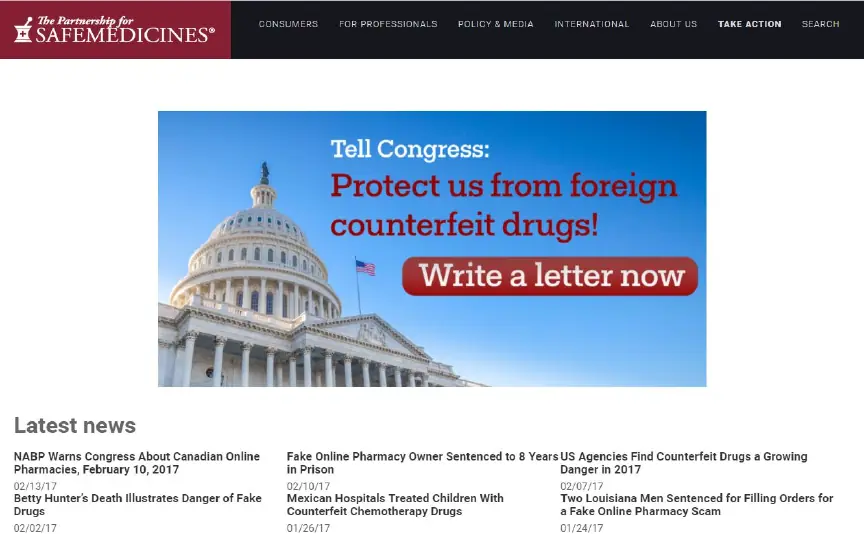 The Partnership for
SAFEMEDICINES®
CONSUMERS
FOR PROFESSIONALS
POLICY & MEDIA
INTERNATIONAL
ABOUT US
TAKE ACTION
SEARCH
Tell Congress:
Protect us from foreign
counterfeit drugs!
Write a letter now
Latest news
NABP Warns Congress About Canadian Online
Pharmacies, February 10, 2017
02/13/17
Fake Online Pharmacy Owner Sentenced to 8 Years
in Prison
02/10/17
US Agencies Find Counterfeit Drugs a Growing
Danger in 2017
02/07/17
Betty Hunter's Death Illustrates Danger of Fake
Drugs
02/02/17
Mexican Hospitals Treated Children With
Counterfeit Chemotherapy Drugs
01/26/17
Two Louisiana Men Sentenced for Filling Orders for
a Fake Online Pharmacy Scam
01/24/17